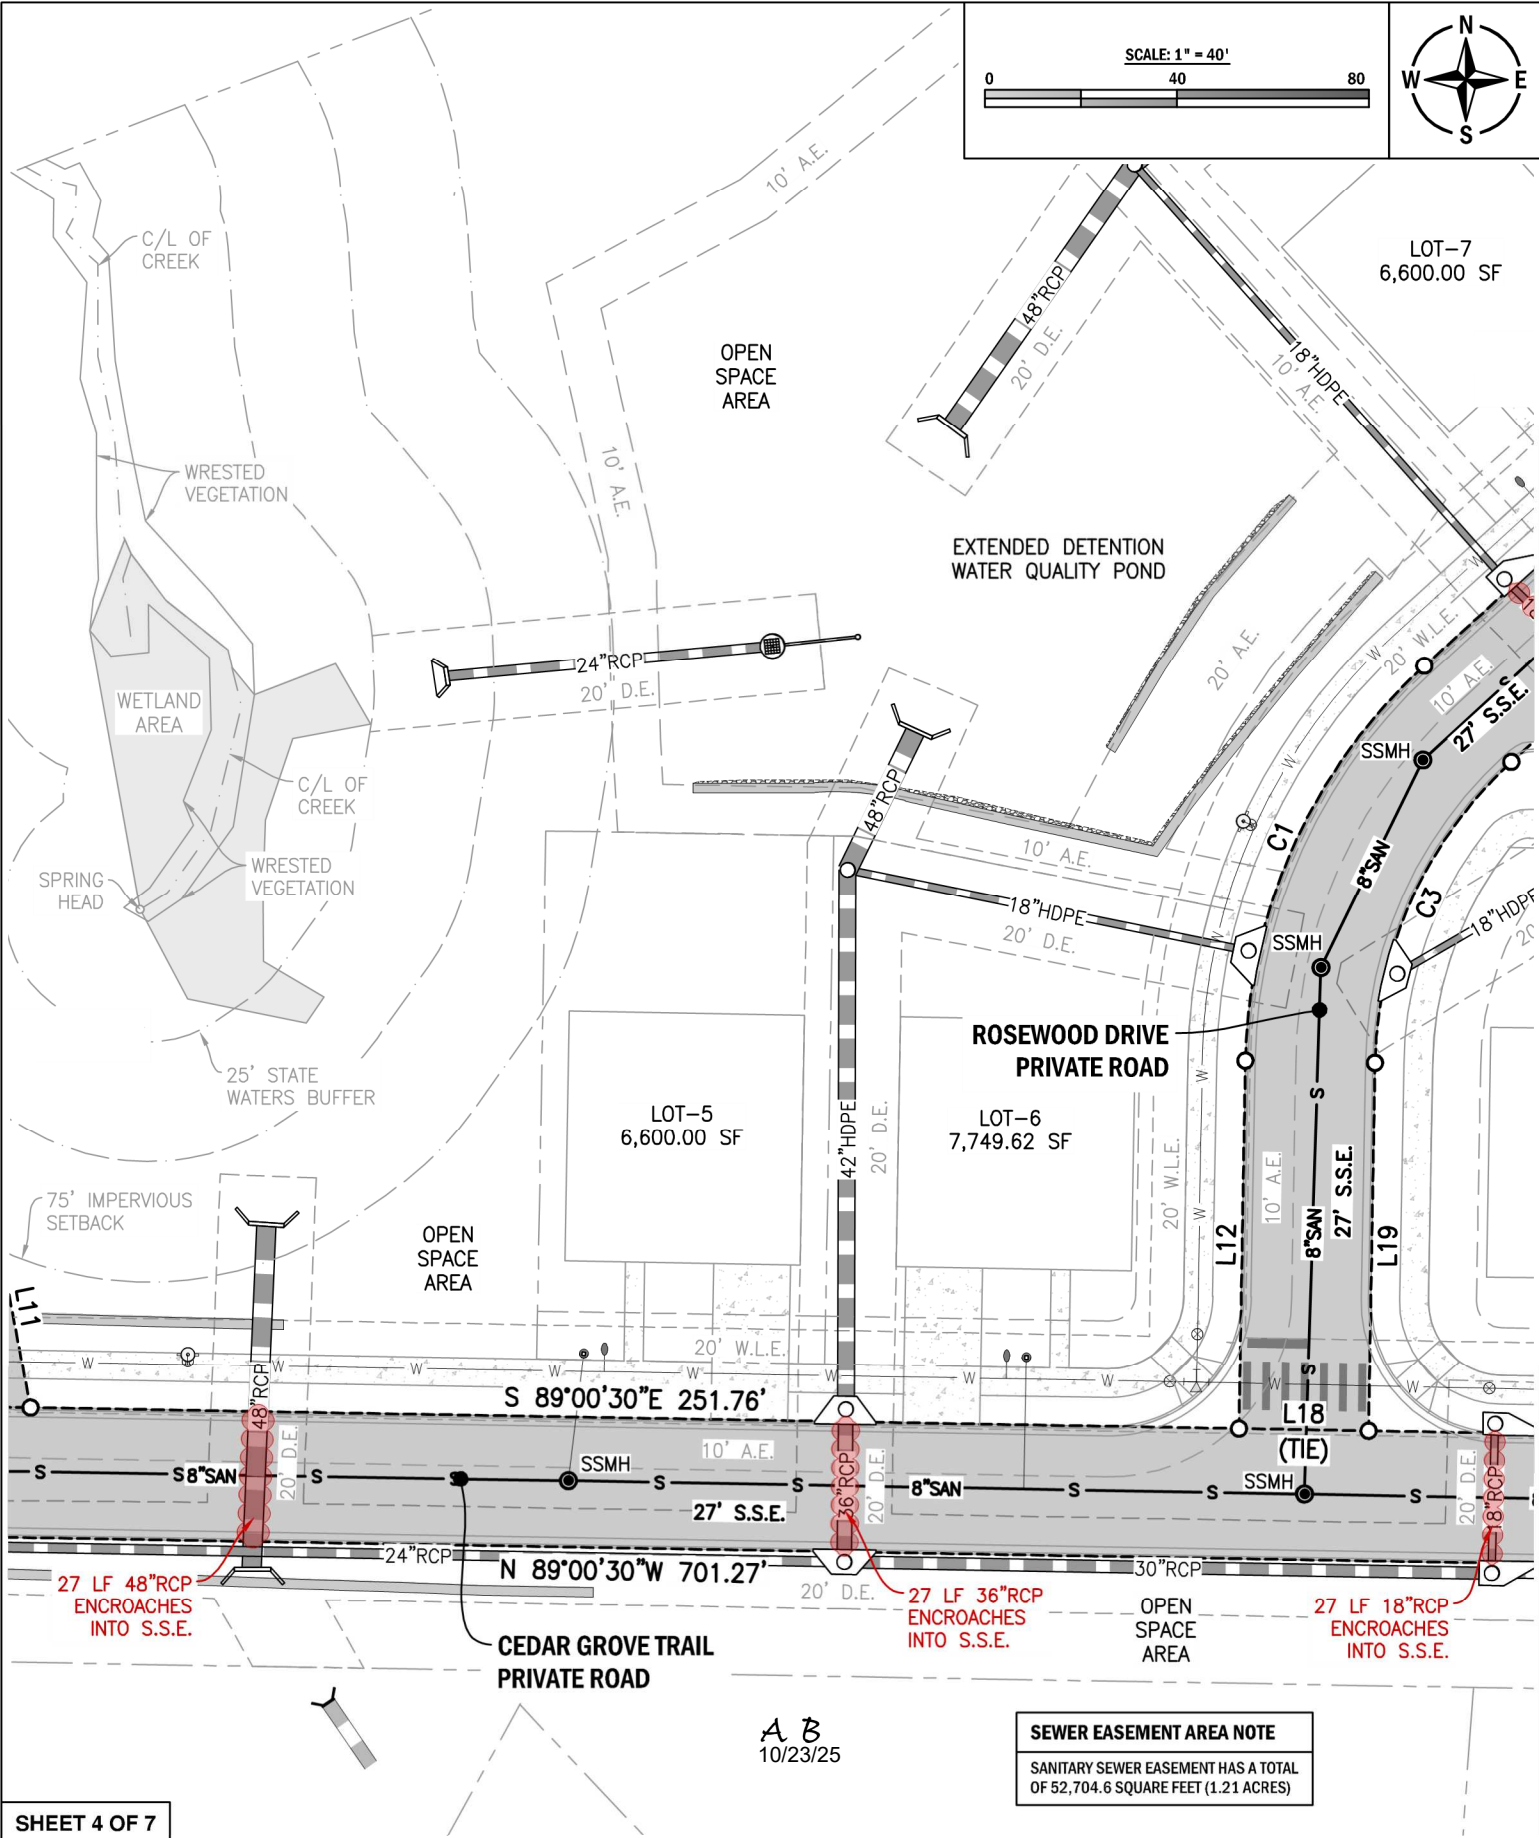 SCALE: 1" = 40'
0 40 80
N
W E
S
10' A.E.
C/L OF
CREEK
LOT-7
6,600.00 SF
48"RCP
20' D.E.
18"HDPE
10' A.E.
OPEN
SPACE
AREA
WRESTED
VEGETATION
10' A.E.
EXTENDED DETENTION
WATER QUALITY POND
W
W
20' W.L.E.
20' A.E.
10' A.E.
S
27' S.S.E.
24"RCP
20' D.E.
WETLAND
AREA
SSMH
C/L OF
CREEK
W
48"RCP
C1
10' A.E.
8"SAN
C3
WRESTED
VEGETATION
SPRING
HEAD
18"HDPE
20' D.E.
W
SSMH
18"HDPE
20'
ROSEWOOD DRIVE
PRIVATE ROAD
25' STATE
WATERS BUFFER
W
S
LOT-5
6,600.00 SF
42"HDPE
20' D.E.
LOT-6
7,749.62 SF
20' W.L.E.
W
10' A.E.
8"SAN
27' S.S.E.
L12
L19
75' IMPERVIOUS
SETBACK
OPEN
SPACE
AREA
L11
20' W.L.E.
W W W W W W W W W
S
48"RCP
S 89°00'30"E 251.76'
L18
(TIE)
10' A.E.
20' D.E.
S S 8"SAN S S SSMH S S 8"SAN S S SSMH S
36"RCP
20' D.E.
20' D.E.
18"RCP
27' S.S.E.
24"RCP
N 89°00'30"W 701.27'
30"RCP
20' D.E.
27 LF 48"RCP
ENCROACHES
INTO S.S.E.
27 LF 36"RCP
ENCROACHES
INTO S.S.E.
OPEN
SPACE
AREA
27 LF 18"RCP
ENCROACHES
INTO S.S.E.
CEDAR GROVE TRAIL
PRIVATE ROAD
A B
10/23/25
SEWER EASEMENT AREA NOTE
SANITARY SEWER EASEMENT HAS A TOTAL
OF 52,704.6 SQUARE FEET (1.21 ACRES)
SHEET 4 OF 7